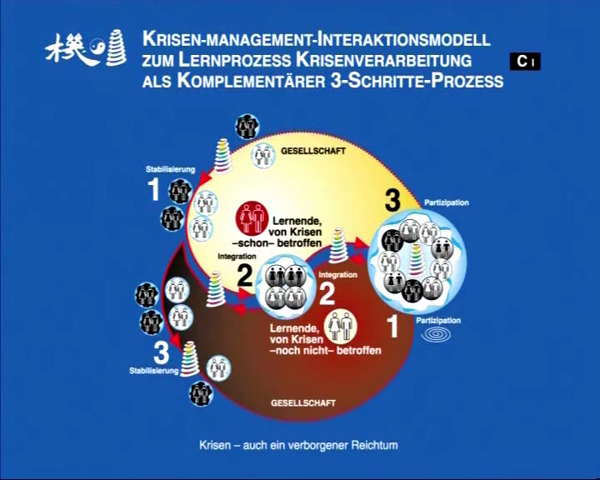 機
KRISEN-MANAGEMENT-INTERAKTIONSMODELL
ZUM LERNPROZESS KRISENVERARBEITUNG
ALS KOMPLEMENTÄRER 3-SCHRITTE-PROZESS
C I
GESELLSCHAFT
Stabilisierung
1
3
Partizipation
Lernende,
von Krisen
–schon– betroffen
Integration
2
Integration
2
Lernende,
von Krisen
–noch nicht– betroffen
1
Partizipation
3
Stabilisierung
GESELLSCHAFT
Krisen – auch ein verborgener Reichtum